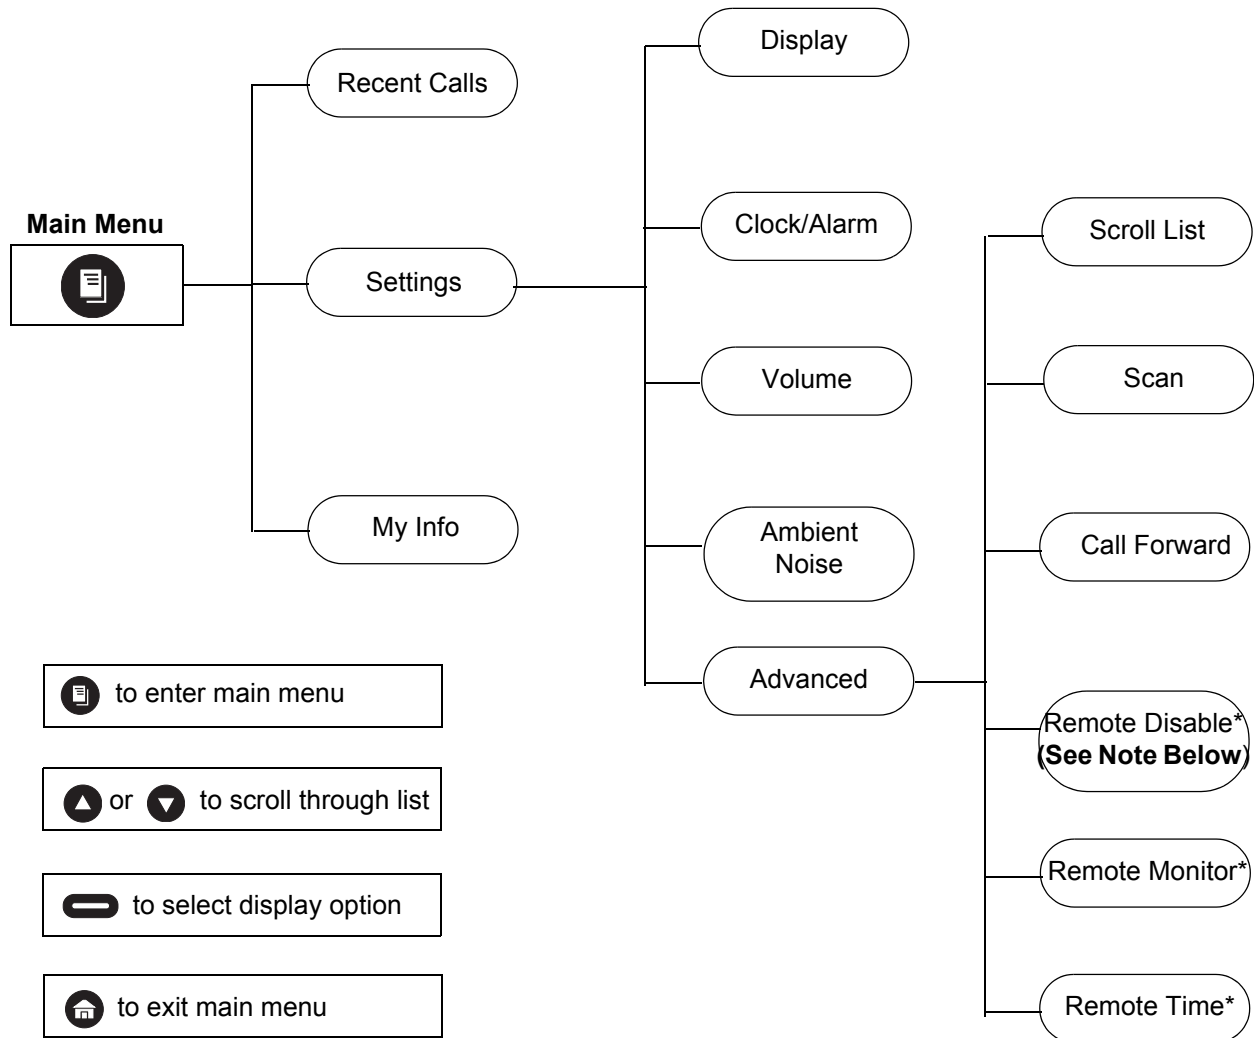 Main Menu
Recent Calls
Settings
My Info
Display
Clock/Alarm
Volume
Ambient
Noise
Advanced
Scroll List
Scan
Call Forward
Remote Disable*
(See Note Below)
Remote Monitor*
Remote Time*
to enter main menu
or to scroll through list
to select display option
to exit main menu